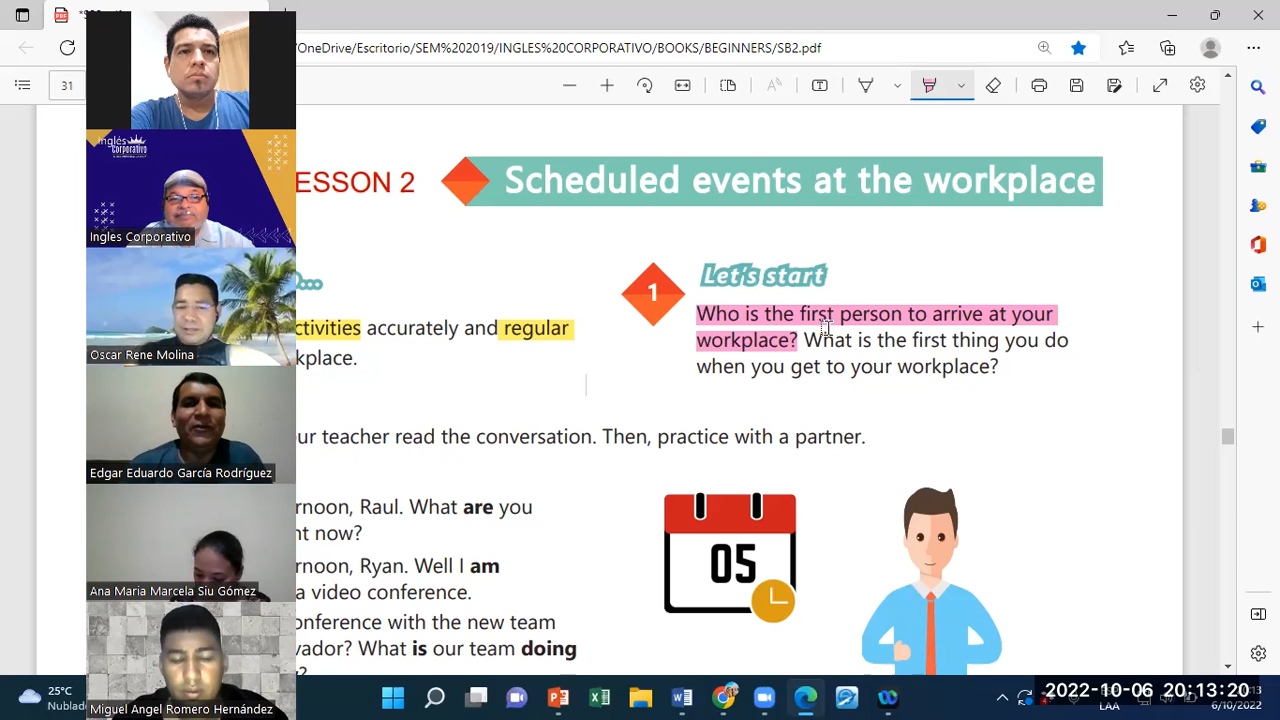 /OneDrive/Escritorio/SEM%202019/INGLES%20CORPORATIVO/BOOKS/BEGINNERS/SB2.pdf
31
Inglés
Corporativo
Ingles Corporativo
Oscar Rene Molina
Edgar Eduardo García Rodríguez
Ana Maria Marcela Siu Gómez
Miguel Angel Romero Hernández
ESSON 2
Scheduled events at the workplace
ctivities accurately and regular
kplace.
1
Let's start
Who is the first person to arrive at your
workplace? What is the first thing you do
when you get to your workplace?
ur teacher read the conversation. Then, practice with a partner.
rnoon, Raul. What are you
nt now?
rnoon, Ryan. Well I am
a video conference.
onference with the new team
vador? What is our team doing
?
05
25°C
Nublado
LAA
2022-10-06 20:13:20
6/10/2022